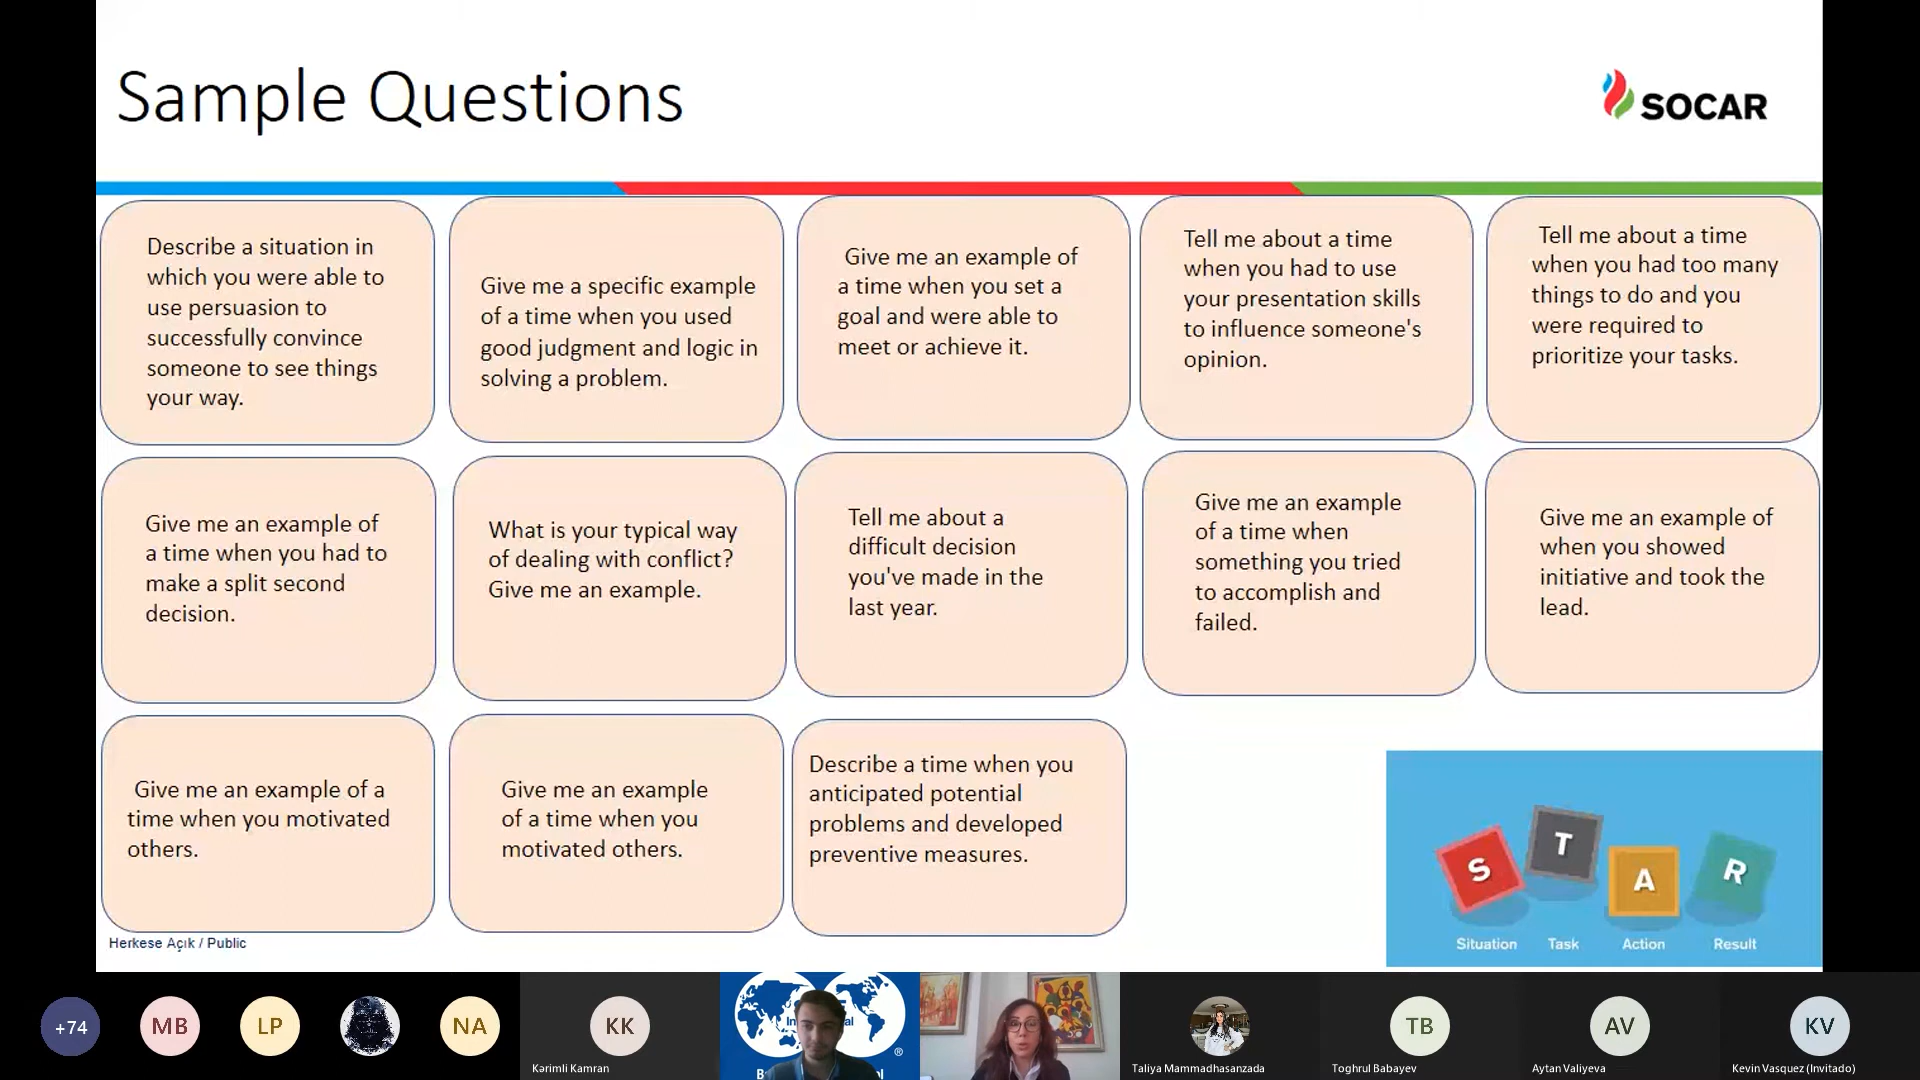 Sample Questions
SOCAR
Describe a situation in
which you were able to
use persuasion to
successfully convince
someone to see things
your way.
Give me a specific example
of a time when you used
good judgment and logic in
solving a problem.
Give me an example of
a time when you set a
goal and were able to
meet or achieve it.
Tell me about a time
when you had to use
your presentation skills
to influence someone's
opinion.
Tell me about a time
when you had too many
things to do and you
were required to
prioritize your tasks.
Give me an example of
a time when you had to
make a split second
decision.
What is your typical way
of dealing with conflict?
Give me an example.
Tell me about a
difficult decision
you've made in the
last year.
Give me an example
of a time when
something you tried
to accomplish and
failed.
Give me an example of
when you showed
initiative and took the
lead.
Give me an example of a
time when you motivated
others.
Give me an example
of a time when you
motivated others.
Describe a time when you
anticipated potential
problems and developed
preventive measures.
S T A R
Situation Task Action Result
Herkese Açık / Public
+74
MB
LP
NA
KK
Kərimli Kamran
Taliya Mammadhasanzada
TB
Toghrul Babayev
AV
Aytan Valiyeva
KV
Kevin Vasquez (Invitado)